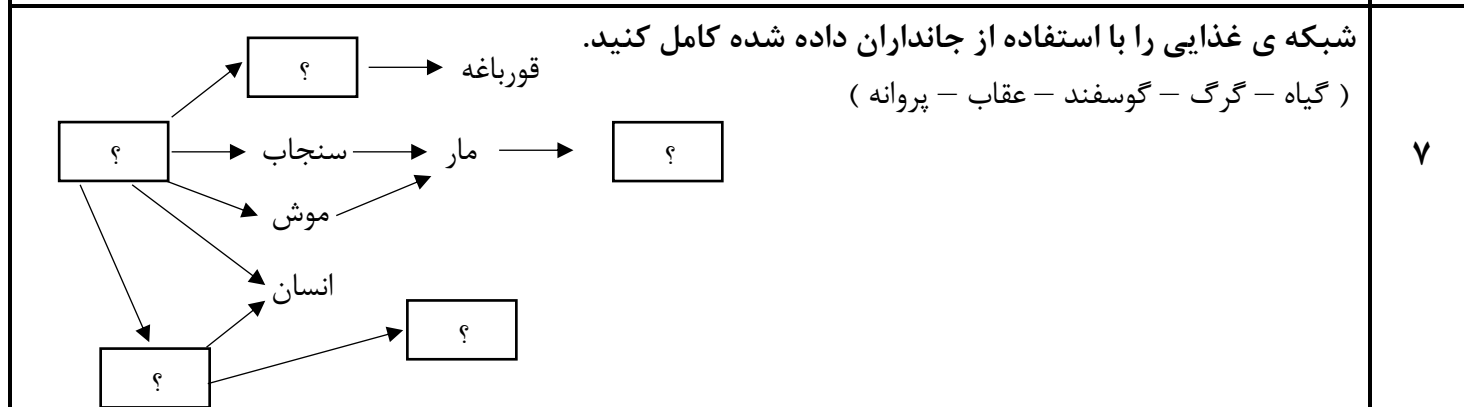 شبکه ی غذایی را با استفاده از جانداران داده شده کامل کنید.
( گیاه – گرگ – گوسفند – عقاب – پروانه )
۷
؟ قورباغه
؟ سنجاب مار ؟
موش
انسان
؟
؟